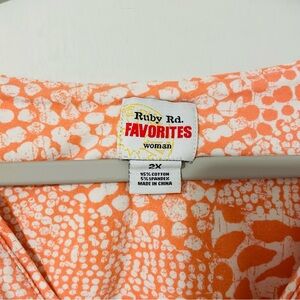 Ruby Rd.
FAVORITES
woman
2X
95% COTTON
5% SPANDEX
MADE IN CHINA